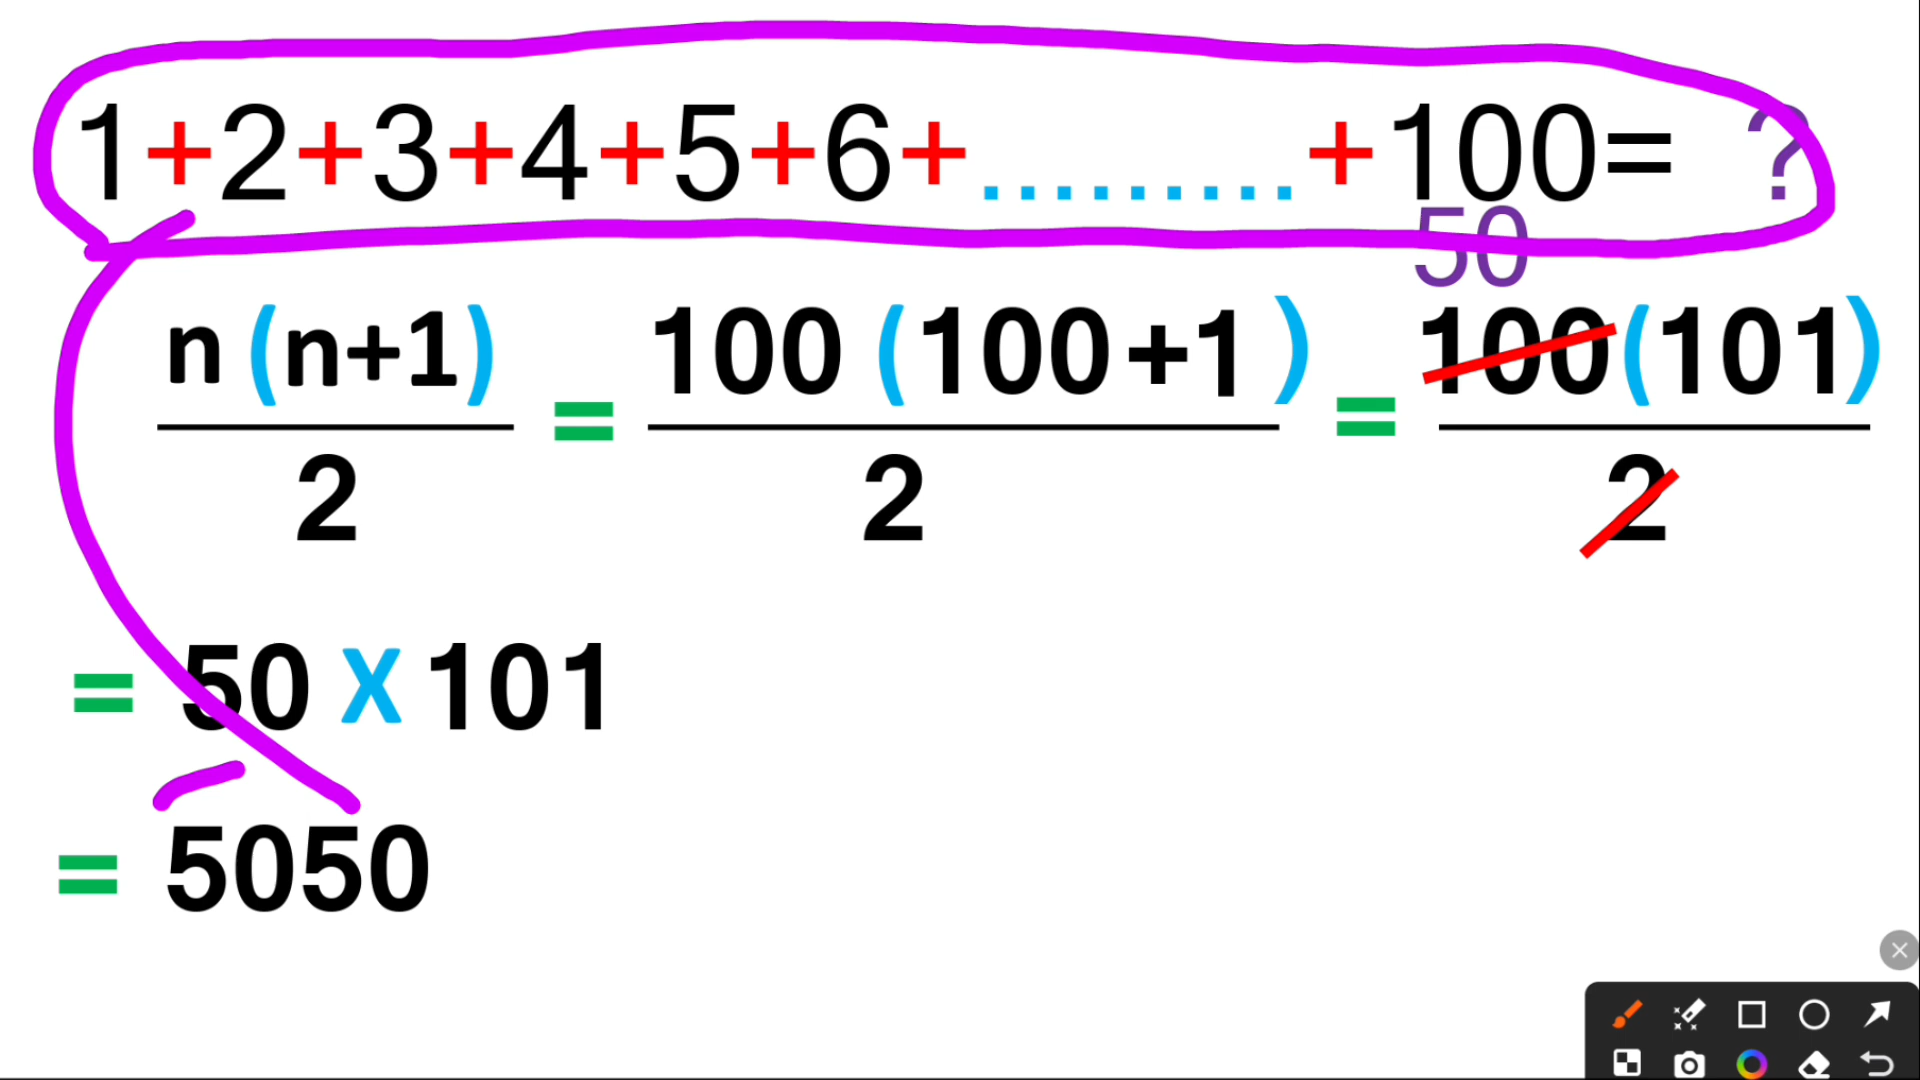 1+2+3+4+5+6+.........+100= ?
50
n(n+1) = 100(100+1) = 100(101)
2 2 2
= 50 X 101
= 5050